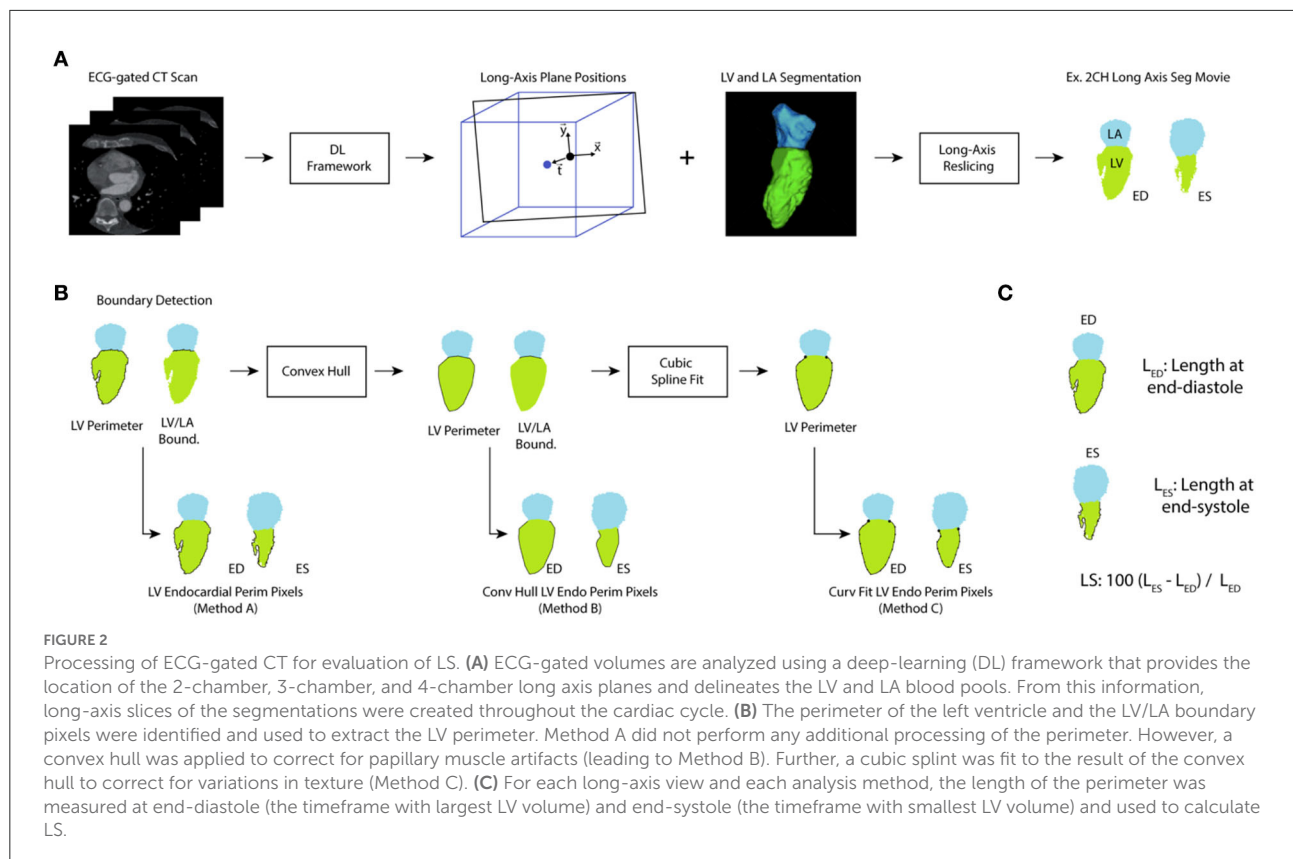 A
ECG-gated CT Scan
Long-Axis Plane Positions
LV and LA Segmentation
Ex. 2CH Long Axis Seg Movie
DL
Framework
y
x
t
+
Long-Axis
Reslicing
LA
LV
ED
ES
B
Boundary Detection
Convex Hull
Cubic
Spline Fit
LV Perimeter
LV/LA
Bound.
LV Perimeter
LV/LA
Bound.
LV Perimeter
ED
ES
LV Endocardial Perim Pixels
(Method A)
ED
ES
Conv Hull LV Endo Perim Pixels
(Method B)
ED
ES
Curv Fit LV Endo Perim Pixels
(Method C)
C
ED
L_ED: Length at
end-diastole
ES
L_ES: Length at
end-systole
LS: 100 (L_ES - L_ED) / L_ED
FIGURE 2
Processing of ECG-gated CT for evaluation of LS. (A) ECG-gated volumes are analyzed using a deep-learning (DL) framework that provides the
location of the 2-chamber, 3-chamber, and 4-chamber long axis planes and delineates the LV and LA blood pools. From this information,
long-axis slices of the segmentations were created throughout the cardiac cycle. (B) The perimeter of the left ventricle and the LV/LA boundary
pixels were identified and used to extract the LV perimeter. Method A did not perform any additional processing of the perimeter. However, a
convex hull was applied to correct for papillary muscle artifacts (leading to Method B). Further, a cubic splint was fit to the result of the convex
hull to correct for variations in texture (Method C). (C) For each long-axis view and each analysis method, the length of the perimeter was
measured at end-diastole (the timeframe with largest LV volume) and end-systole (the timeframe with smallest LV volume) and used to calculate
LS.